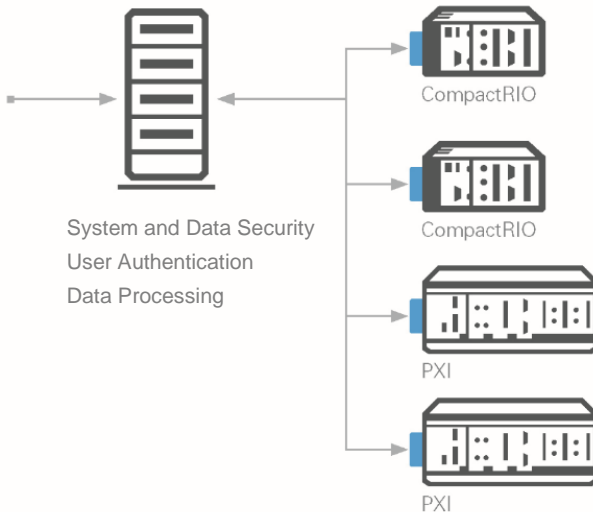 CompactRIO
CompactRIO
System and Data Security
User Authentication
Data Processing
PXI
PXI